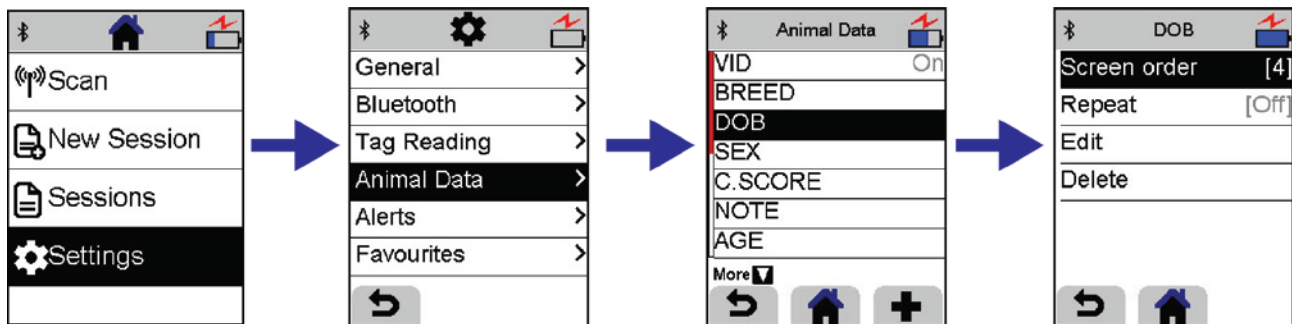 Scan
New Session
Sessions
Settings
General
Bluetooth
Tag Reading
Animal Data
Alerts
Favourites
Animal Data
VID On
BREED
DOB
SEX
C.SCORE
NOTE
AGE
More
DOB
Screen order [4]
Repeat [Off]
Edit
Delete